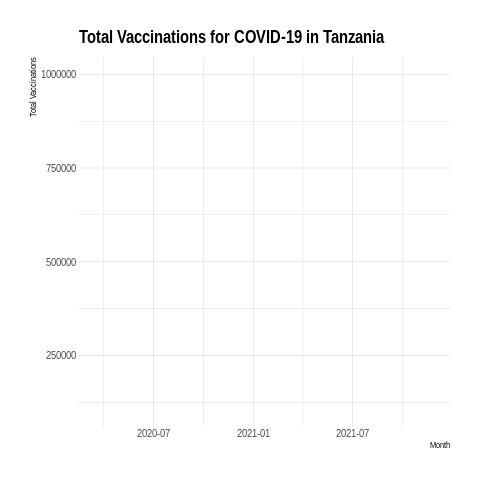 Total Vaccinations for COVID-19 in Tanzania
Total Vaccinations
1000000
750000
500000
250000
2020-07 2021-01 2021-07
Month